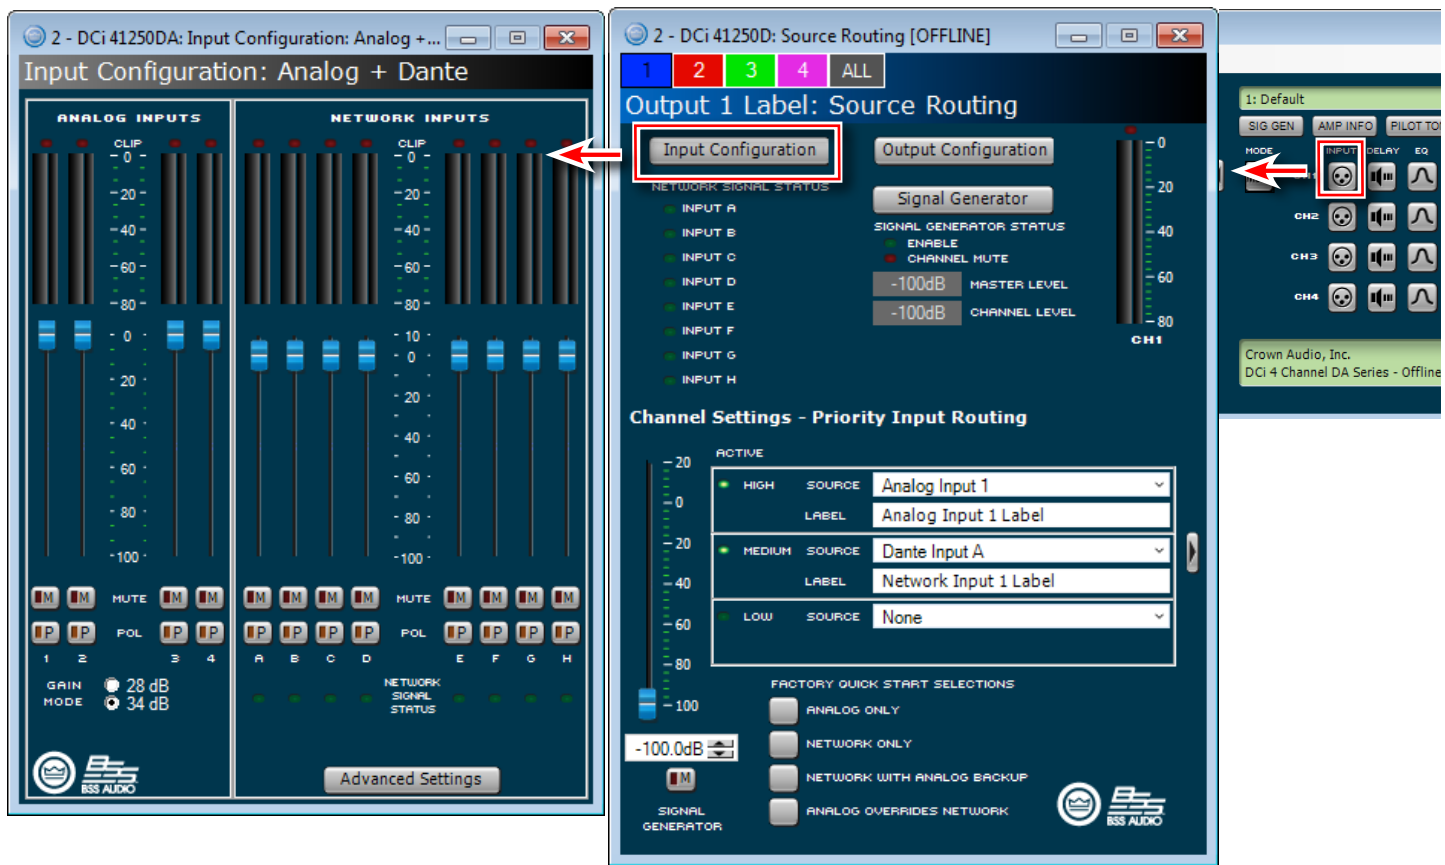 2 - DCi 41250DA: Input Configuration: Analog +...
Input Configuration: Analog + Dante
ANALOG INPUTS
NETWORK INPUTS
CLIP
CLIP
- 0 -
- 0 -
-20-
-20-
-40-
-40-
-60-
-60-
-80-
-80-
- 0 -
- 10 -
- 0 -
- 20 -
- 20 -
- 40 -
- 40 -
- 60 -
- 60 -
- 80 -
- 80 -
-100-
-100-
M M MUTE M M M M M M MUTE M M M M
P P POL P P P P P P POL P P P P
1 2 3 4 A B C D E F G H
GAIN MODE
28 dB
34 dB
NETWORK SIGNAL STATUS
BSS AUDIO
Advanced Settings
2 - DCi 41250D: Source Routing [OFFLINE]
1 2 3 4 ALL
Output 1 Label: Source Routing
Input Configuration
Output Configuration
NETWORK SIGNAL STATUS
INPUT A
INPUT B
INPUT C
INPUT D
INPUT E
INPUT F
INPUT G
INPUT H
Signal Generator
SIGNAL GENERATOR STATUS
ENABLE
CHANNEL MUTE
-100dB MASTER LEVEL
-100dB CHANNEL LEVEL
0
20
40
60
80
CH1
Channel Settings - Priority Input Routing
ACTIVE
20
0
20
40
60
80
100
HIGH SOURCE Analog Input 1
LABEL Analog Input 1 Label
MEDIUM SOURCE Dante Input A
LABEL Network Input 1 Label
LOW SOURCE None
-100.0dB
M
SIGNAL GENERATOR
FACTORY QUICK START SELECTIONS
ANALOG ONLY
NETWORK ONLY
NETWORK WITH ANALOG BACKUP
ANALOG OVERRIDES NETWORK
BSS AUDIO
1: Default
SIG GEN AMP INFO PILOT TON
MODE INPUT DELAY EQ
CH2
CH3
CH4
Crown Audio, Inc.
DCi 4 Channel DA Series - Offline